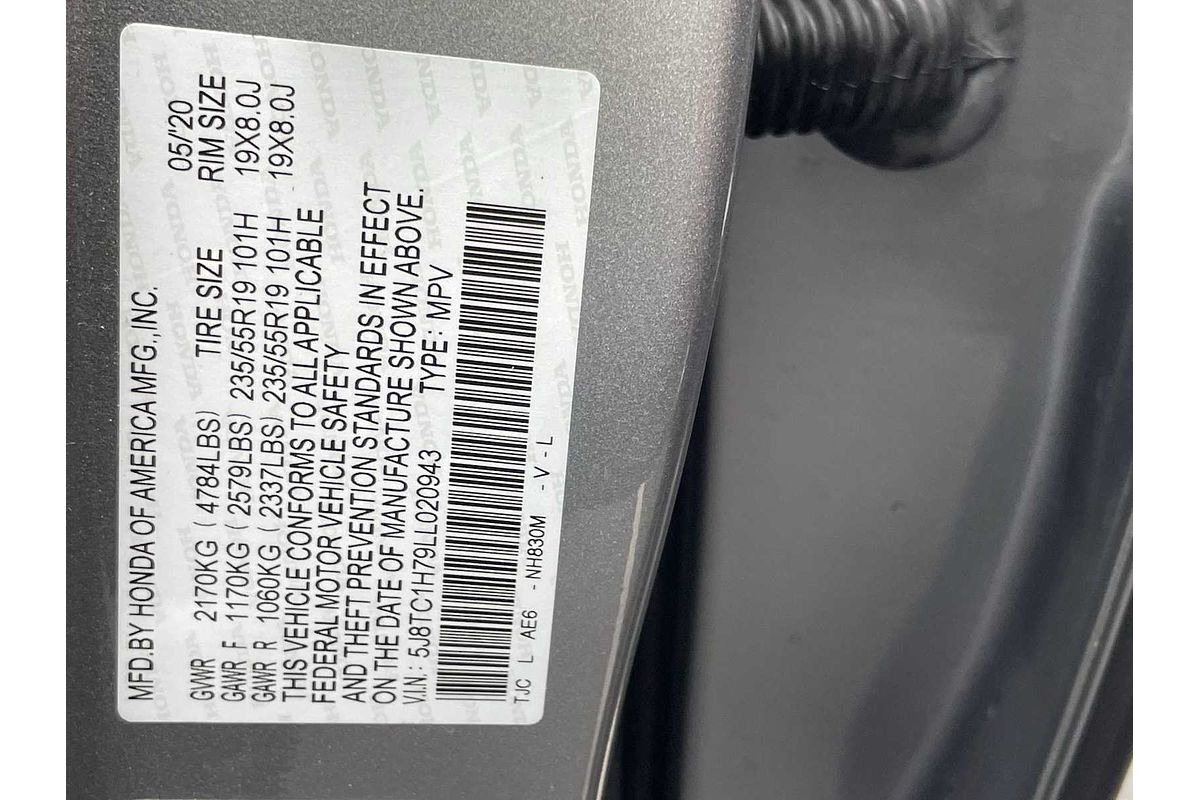 MFD.BY HONDA OF AMERICA MFG.,INC.
05/'20
GVWR 2170KG ( 4784LBS) TIRE SIZE RIM SIZE
GAWR F 1170KG ( 2579LBS) 235/55R19 101H 19X8.0J
GAWR R 1060KG ( 2337LBS) 235/55R19 101H 19X8.0J
THIS VEHICLE CONFORMS TO ALL APPLICABLE
FEDERAL MOTOR VEHICLE SAFETY
AND THEFT PREVENTION STANDARDS IN EFFECT
ON THE DATE OF MANUFACTURE SHOWN ABOVE.
V.I.N.: 5J8TC1H79LL020943 TYPE: MPV
TJC L AE6 - NH830M - V - L